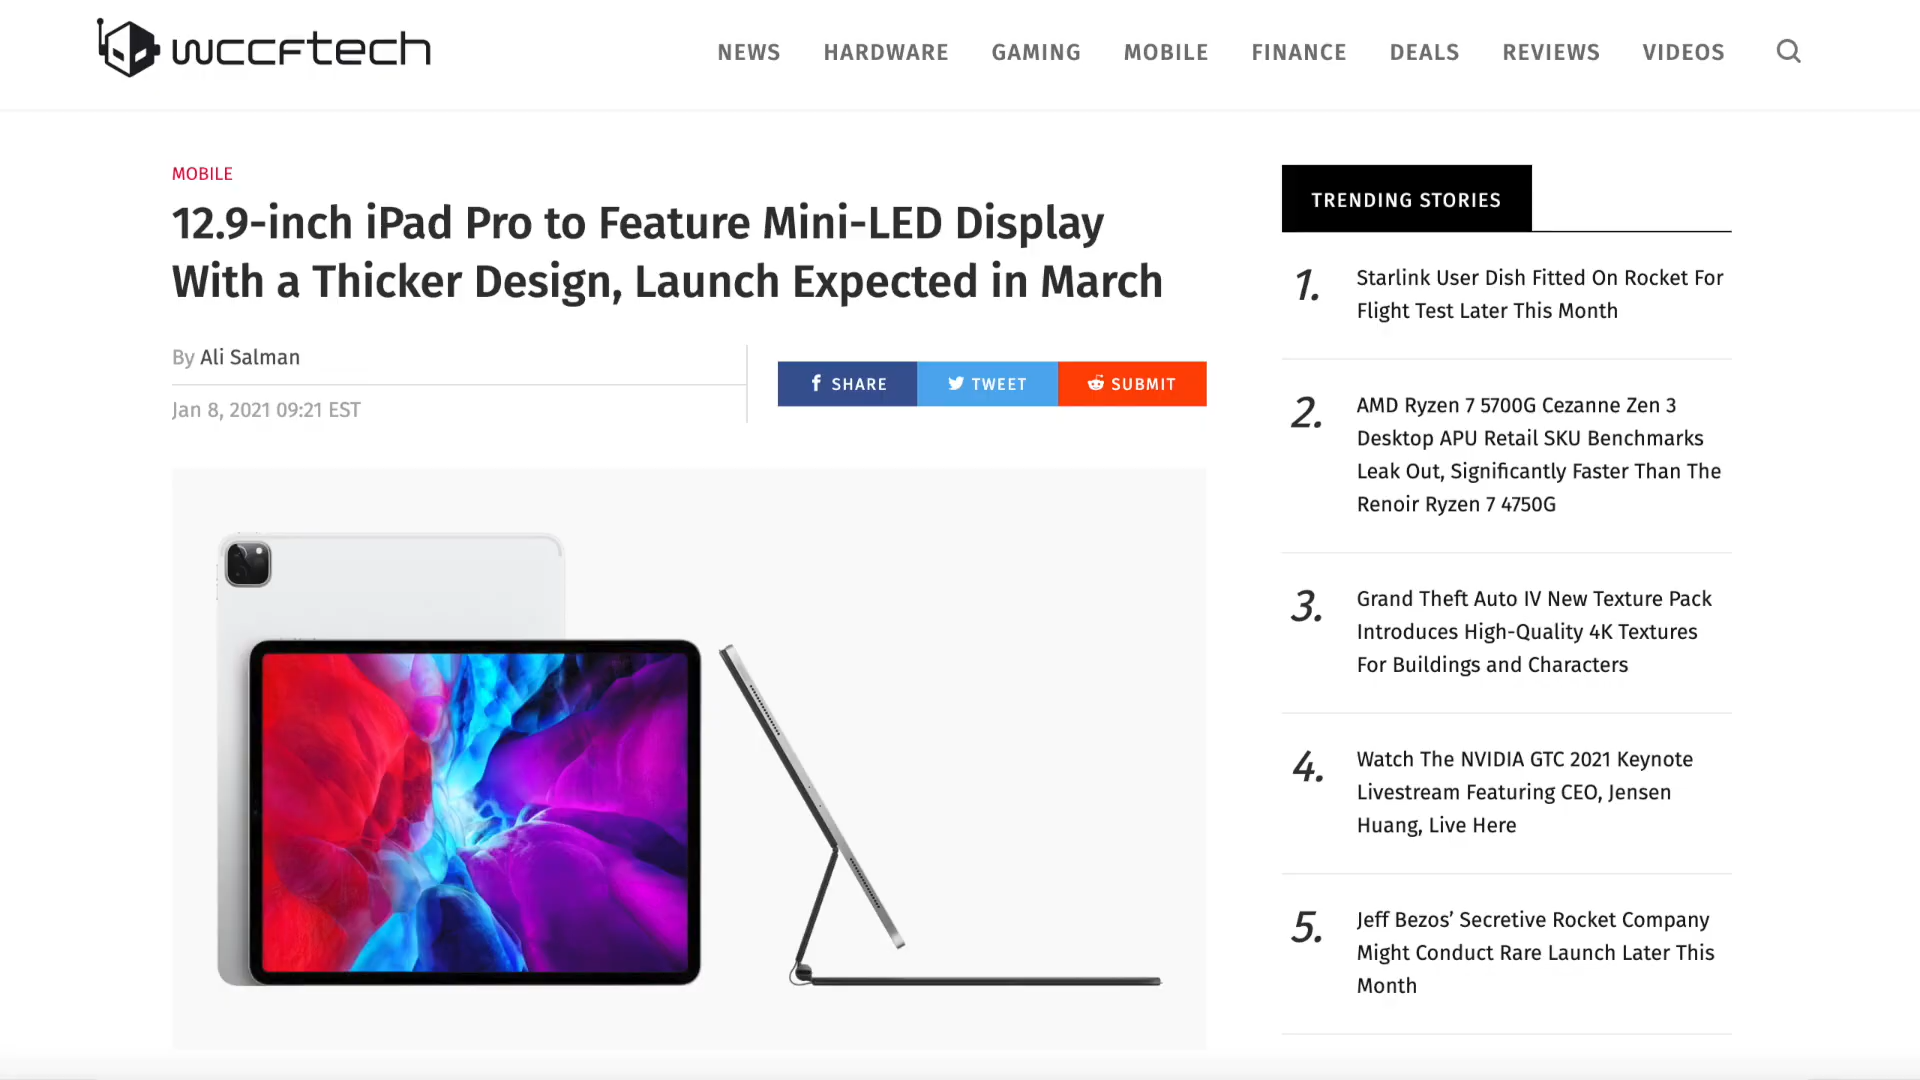 wccftech
NEWS
HARDWARE
GAMING
MOBILE
FINANCE
DEALS
REVIEWS
VIDEOS
MOBILE
12.9-inch iPad Pro to Feature Mini-LED Display
With a Thicker Design, Launch Expected in March
By Ali Salman
Jan 8, 2021 09:21 EST
SHARE
TWEET
SUBMIT
TRENDING STORIES
1.
Starlink User Dish Fitted On Rocket For
Flight Test Later This Month
2.
AMD Ryzen 7 5700G Cezanne Zen 3
Desktop APU Retail SKU Benchmarks
Leak Out, Significantly Faster Than The
Renoir Ryzen 7 4750G
3.
Grand Theft Auto IV New Texture Pack
Introduces High-Quality 4K Textures
For Buildings and Characters
4.
Watch The NVIDIA GTC 2021 Keynote
Livestream Featuring CEO, Jensen
Huang, Live Here
5.
Jeff Bezos’ Secretive Rocket Company
Might Conduct Rare Launch Later This
Month